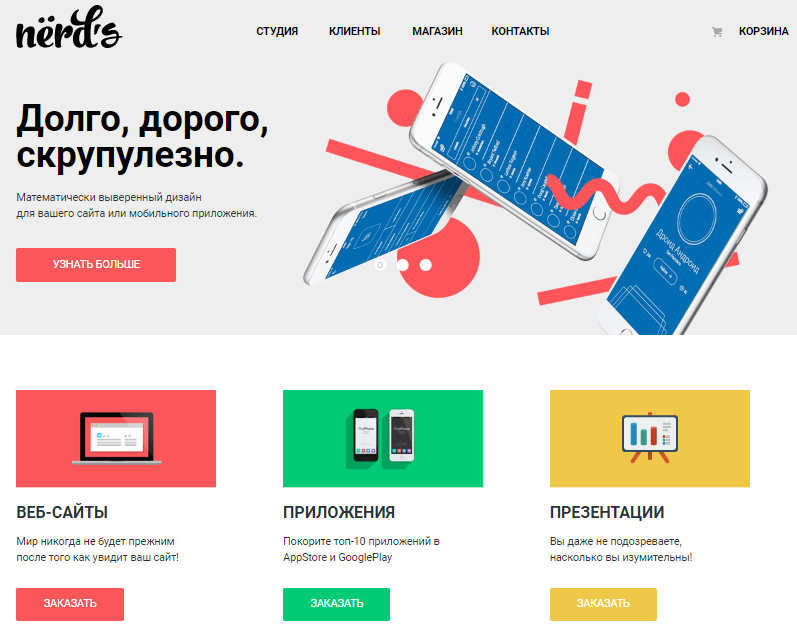 nërd's
СТУДИЯ
КЛИЕНТЫ
МАГАЗИН
КОНТАКТЫ
КОРЗИНА
Долго, дорого,
скрупулезно.
Математически выверенный дизайн
для вашего сайта или мобильного приложения.
УЗНАТЬ БОЛЬШЕ
Дроид Андроид
ВЕБ-САЙТЫ
ПРИЛОЖЕНИЯ
ПРЕЗЕНТАЦИИ
Мир никогда не будет прежним
после того как увидит ваш сайт!
Покорите топ-10 приложений в
AppStore и GooglePlay
Вы даже не подозреваете,
насколько вы изумительны!
ЗАКАЗАТЬ
ЗАКАЗАТЬ
ЗАКАЗАТЬ